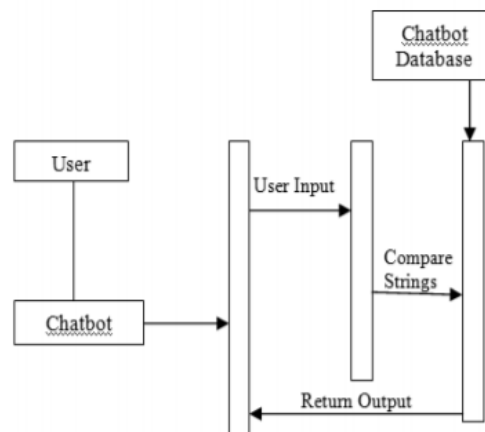 Chatbot
Database
User
User Input
Compare
Strings
Chatbot
Return Output